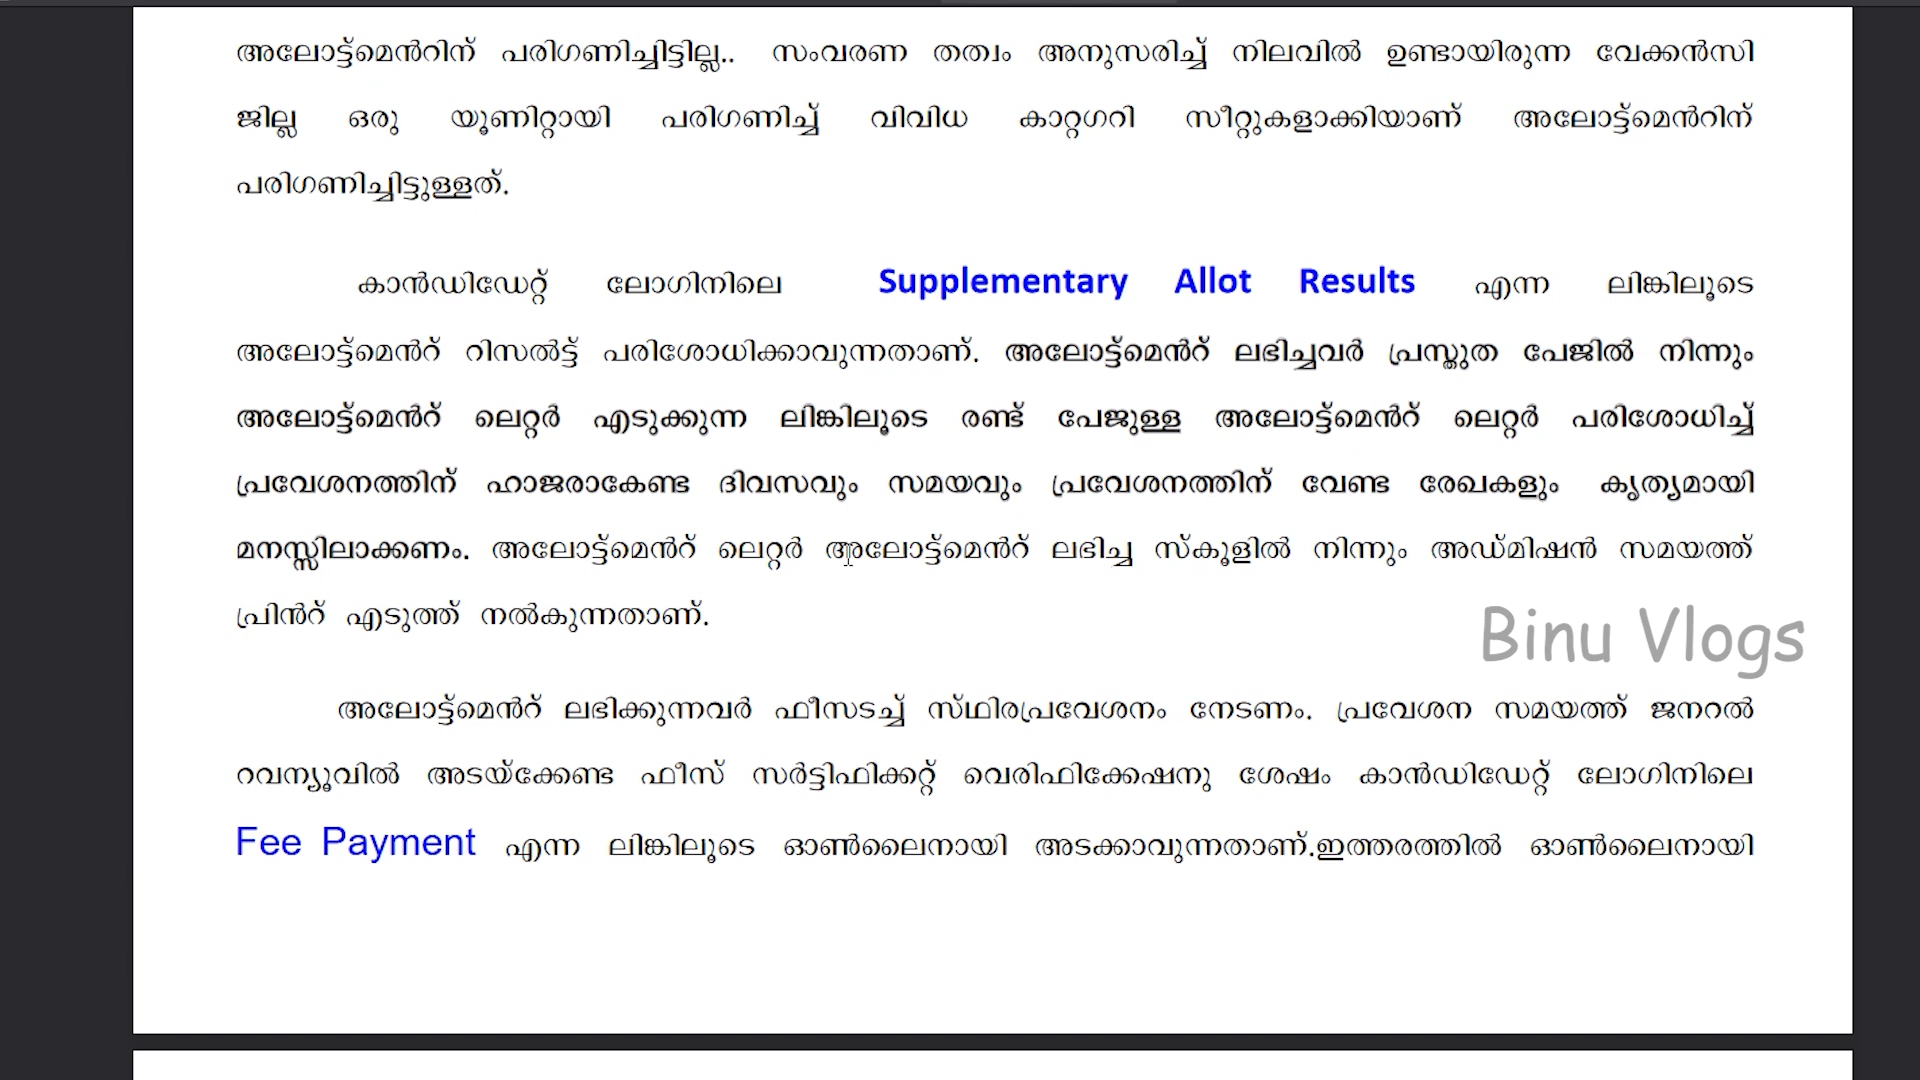 അലോട്ട്മെൻറിന് പരിഗണിച്ചിട്ടില്ല.. സംവരണ തത്വം അനുസരിച്ച് നിലവിൽ ഉണ്ടായിരുന്ന വേക്കൻസി
ജില്ല ഒരു യൂണിറ്റായി പരിഗണിച്ച് വിവിധ കാറ്റഗറി സീറ്റുകളാക്കിയാണ് അലോട്ട്മെൻറിന്
പരിഗണിച്ചിട്ടുള്ളത്.
കാൻഡിഡേറ്റ് ലോഗിനിലെ Supplementary Allot Results എന്ന ലിങ്കിലൂടെ
അലോട്ട്മെൻറ് റിസൽട്ട് പരിശോധിക്കാവുന്നതാണ്. അലോട്ട്മെൻറ് ലഭിച്ചവർ പ്രസ്തുത പേജിൽ നിന്നും
അലോട്ട്മെൻറ് ലെറ്റർ എടുക്കുന്ന ലിങ്കിലൂടെ രണ്ട് പേജുള്ള അലോട്ട്മെൻറ് ലെറ്റർ പരിശോധിച്ച്
പ്രവേശനത്തിന് ഹാജരാകേണ്ട ദിവസവും സമയവും പ്രവേശനത്തിന് വേണ്ട രേഖകളും കൃത്യമായി
മനസ്സിലാക്കണം. അലോട്ട്മെൻറ് ലെറ്റർ അലോട്ട്മെൻറ് ലഭിച്ച സ്കൂളിൽ നിന്നും അഡ്മിഷൻ സമയത്ത്
പ്രിൻറ് എടുത്ത് നൽകുന്നതാണ്.
Binu Vlogs
അലോട്ട്മെൻറ് ലഭിക്കുന്നവർ ഫീസടച്ച് സ്ഥിരപ്രവേശനം നേടണം. പ്രവേശന സമയത്ത് ജനറൽ
റവന്യൂവിൽ അടയ്ക്കേണ്ട ഫീസ് സർട്ടിഫിക്കറ്റ് വെരിഫിക്കേഷനു ശേഷം കാൻഡിഡേറ്റ് ലോഗിനിലെ
Fee Payment എന്ന ലിങ്കിലൂടെ ഓൺലൈനായി അടക്കാവുന്നതാണ്.ഇത്തരത്തിൽ ഓൺലൈനായി